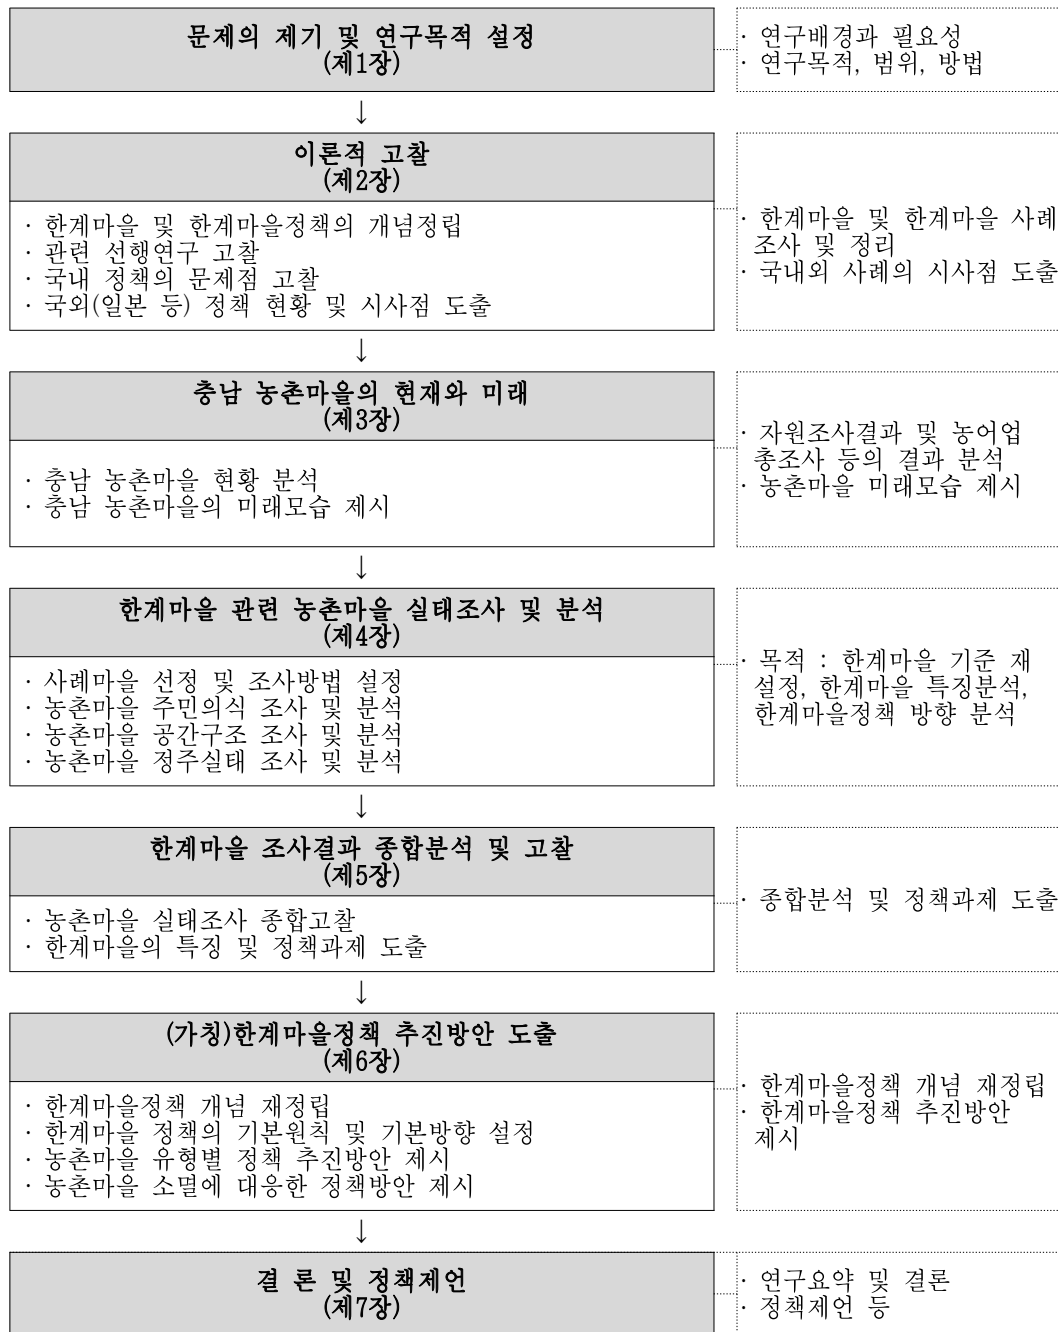 문제의 제기 및 연구목적 설정
(제1장)
· 연구배경과 필요성
· 연구목적, 범위, 방법
↓
이론적 고찰
(제2장)
· 한계마을 및 한계마을정책의 개념정립
· 관련 선행연구 고찰
· 국내 정책의 문제점 고찰
· 국외(일본 등) 정책 현황 및 시사점 도출
· 한계마을 및 한계마을 사례
조사 및 정리
· 국내외 사례의 시사점 도출
↓
충남 농촌마을의 현재와 미래
(제3장)
· 충남 농촌마을 현황 분석
· 충남 농촌마을의 미래모습 제시
· 자원조사결과 및 농어업
총조사 등의 결과 분석
· 농촌마을 미래모습 제시
↓
한계마을 관련 농촌마을 실태조사 및 분석
(제4장)
· 사례마을 선정 및 조사방법 설정
· 농촌마을 주민의식 조사 및 분석
· 농촌마을 공간구조 조사 및 분석
· 농촌마을 정주실태 조사 및 분석
· 목적 : 한계마을 기준 재
설정, 한계마을 특징분석,
한계마을정책 방향 분석
↓
한계마을 조사결과 종합분석 및 고찰
(제5장)
· 농촌마을 실태조사 종합고찰
· 한계마을의 특징 및 정책과제 도출
· 종합분석 및 정책과제 도출
↓
(가칭)한계마을정책 추진방안 도출
(제6장)
· 한계마을정책 개념 재정립
· 한계마을 정책의 기본원칙 및 기본방향 설정
· 농촌마을 유형별 정책 추진방안 제시
· 농촌마을 소멸에 대응한 정책방안 제시
· 한계마을정책 개념 재정립
· 한계마을정책 추진방안
제시
↓
결 론 및 정책제언
(제7장)
· 연구요약 및 결론
· 정책제언 등